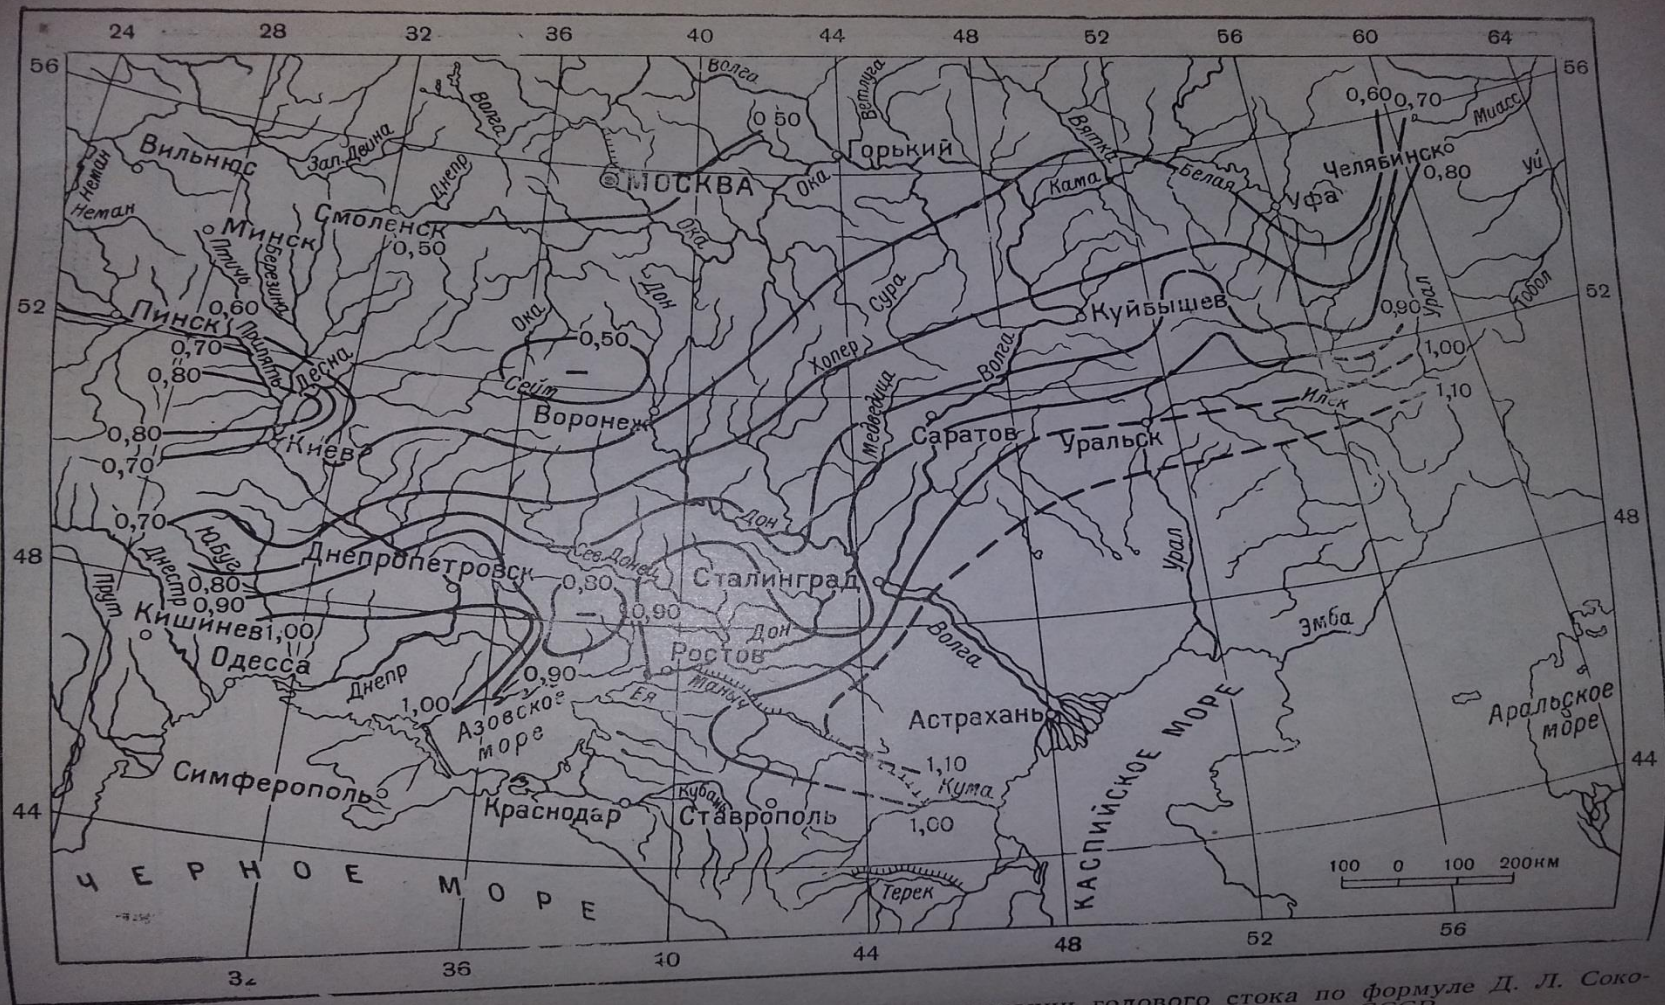 24 28 32 36 40 44 48 52 56 60 64
56
56
Волга
Ветлуга
Волга
0,60
0,70
Миасс
0 50
Вятка
Вильнюс
Зап. Двина
Горький
Неман
Днепр
МОСКВА
Ока
Кама
Белая
Челябинск
Уй
0,80
Неман
Смоленск
Уфа
Минск
Ока
0,50
Птичь
Березина
Дон
Сура
52
Пинск
0,60
Куйбышев
Урал
Тобол
52
0,90
Припять
Ока
0,50
Хопер
Волга
0,70
1,00
0,80
Десна
Сейм
Медведица
Илек
1,10
Воронеж
Саратов
Уральск
0,80
Киев
0,70
0,70
Дон
48
48
Ю.Буг
Днепропетровск
Сев. Донец
Урал
Прут
Днестр
0,80
0,80
Сталинград
0,90
0,90
Кишинев
1,00
Дон
Волга
Эмба
Одесса
Ростов
Днепр
0,90
Ея
Маныч
1,00
Азовское
море
Астрахань
Аральское
море
44
Симферополь
1,10
Кума
Краснодар
Кубань
Ставрополь
44
1,00
КАСПИЙСКОЕ МОРЕ
ЧЕРНОЕ МОРЕ
Терек
100 0 100 200км
32 36 40 44 48 52 56
годового стока по формуле Д. Л. Соко-